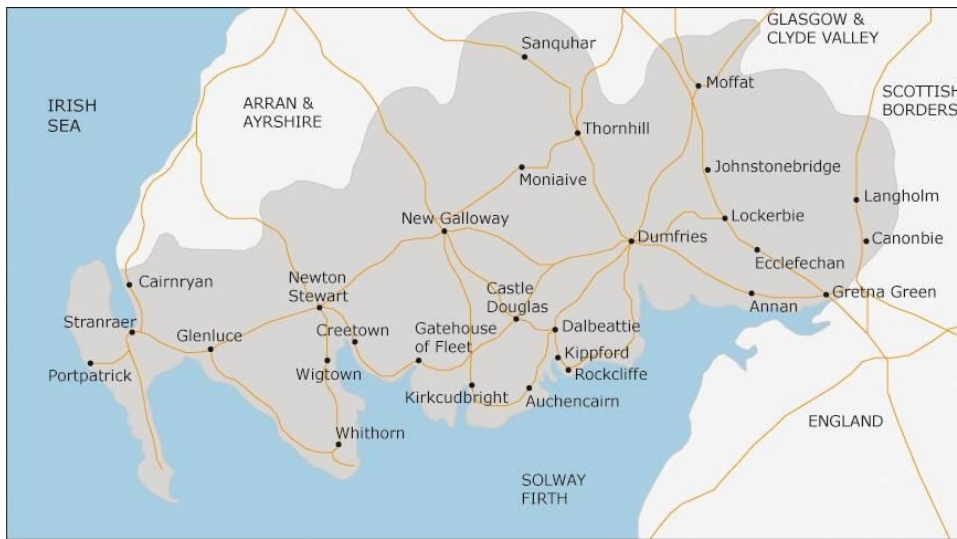 GLASGOW &
CLYDE VALLEY
Sanquhar
Moffat
SCOTTISH
BORDERS
IRISH
SEA
ARRAN &
AYRSHIRE
Thornhill
Moniaive
Johnstonebridge
Langholm
New Galloway
Lockerbie
Dumfries
Canonbie
Ecclefechan
Cairnryan
Newton
Stewart
Castle
Douglas
Gretna Green
Annan
Stranraer
Glenluce
Creetown
Gatehouse
of Fleet
Dalbeattie
Kippford
Portpatrick
Wigtown
Rockcliffe
Kirkcudbright
Auchencairn
Whithorn
ENGLAND
SOLWAY
FIRTH